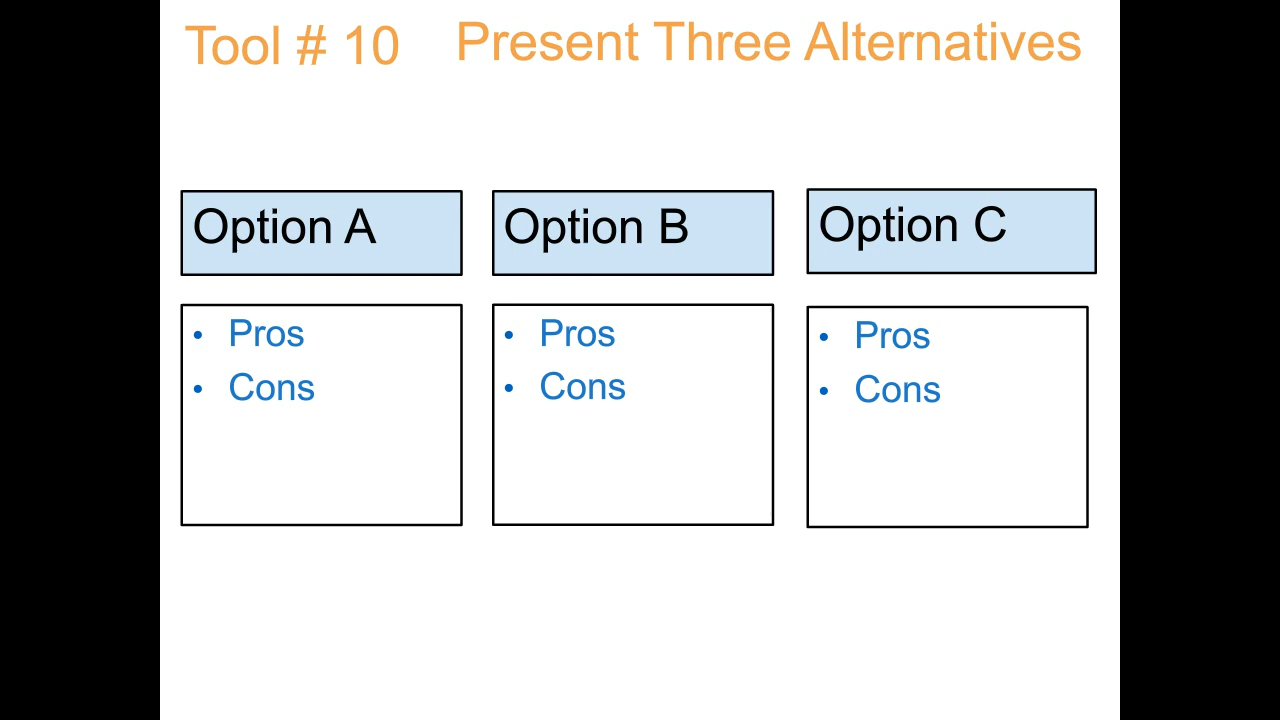 Tool # 10 Present Three Alternatives
Option A
Option B
Option C
• Pros
• Cons
• Pros
• Cons
• Pros
• Cons